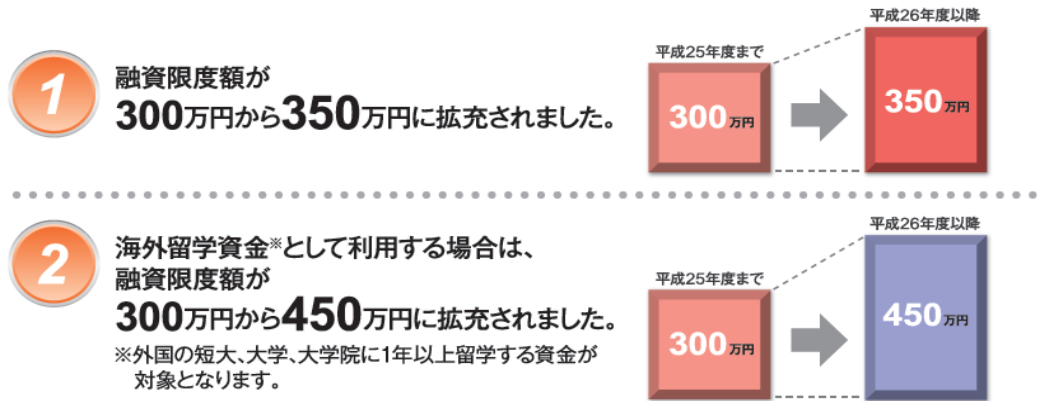 1
融資限度額が
300万円から350万円に拡充されました。
平成25年度まで
300万円
平成26年度以降
350万円
2
海外留学資金※として利用する場合は、
融資限度額が
300万円から450万円に拡充されました。
※外国の短大、大学、大学院に1年以上留学する資金が
対象となります。
平成25年度まで
300万円
平成26年度以降
450万円